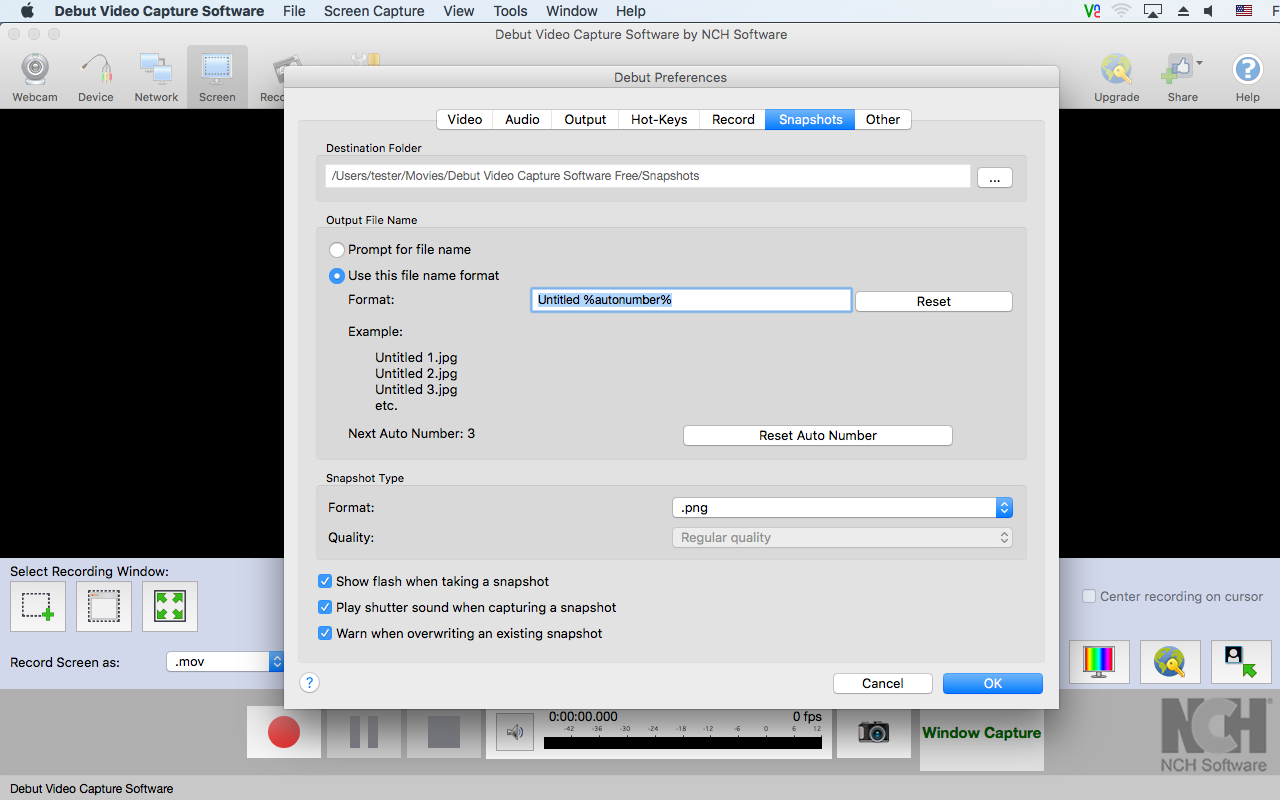 Debut Video Capture Software File Screen Capture View Tools Window Help
Debut Video Capture Software by NCH Software
Webcam Device Network Screen Upgrade Share Help
Debut Preferences
Video Audio Output Hot-Keys Record Snapshots Other
Destination Folder
/Users/tester/Movies/Debut Video Capture Software Free/Snapshots
...
Output File Name
Prompt for file name
Use this file name format
Format: Untitled %autonumber% Reset
Example:
Untitled 1.jpg
Untitled 2.jpg
Untitled 3.jpg
etc.
Next Auto Number: 3 Reset Auto Number
Snapshot Type
Format: .png
Quality: Regular quality
Select Recording Window:
Show flash when taking a snapshot
Center recording on cursor
Play shutter sound when capturing a snapshot
Warn when overwriting an existing snapshot
Record Screen as: .mov
? Cancel OK
0:00:00.000 0 fps
-42 -36 -30 -24 -18 -12 -6 0 6 12
Window Capture
NCH
NCH Software
Debut Video Capture Software